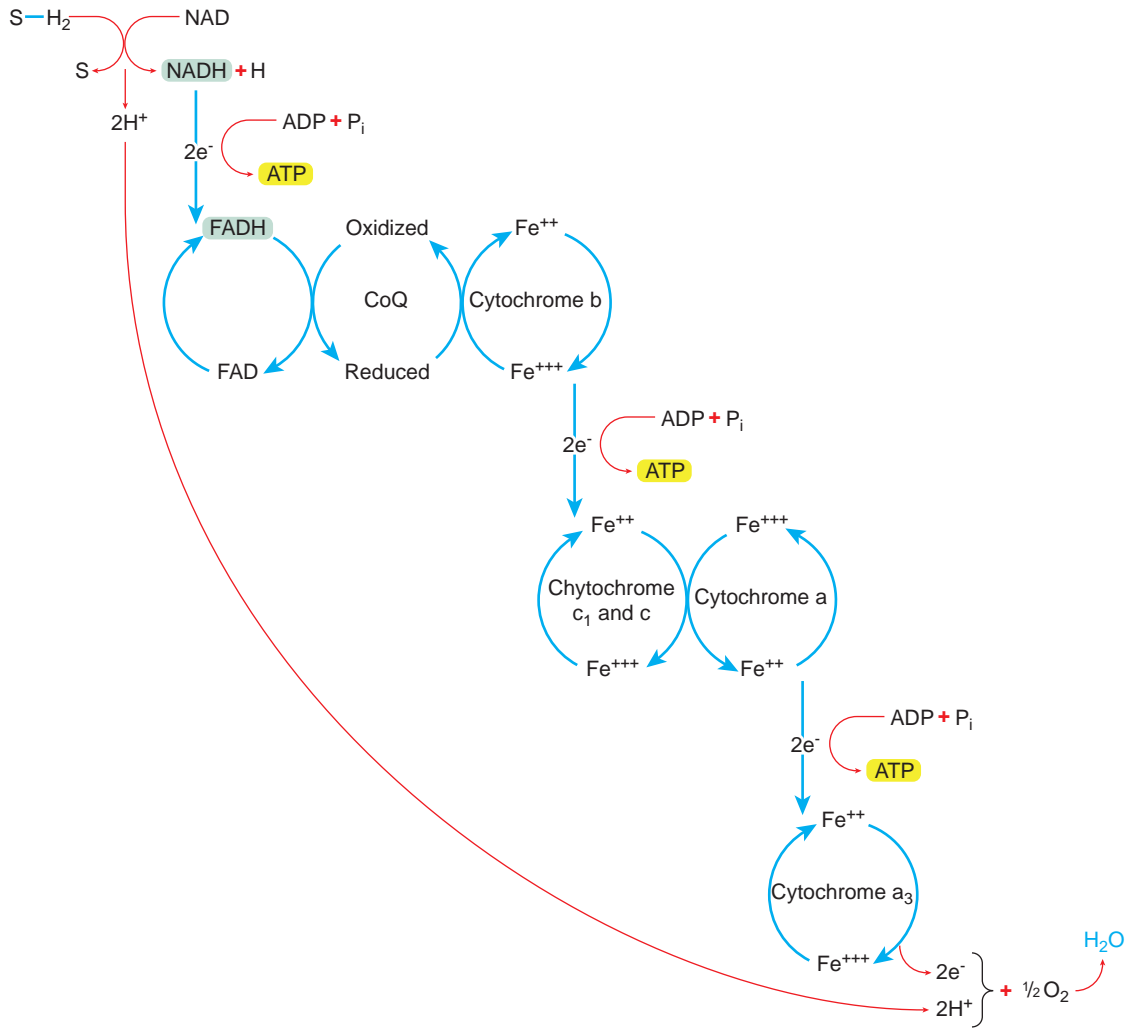 S–H₂ NAD
S NADH + H
2H⁺
ADP + Pᵢ
2e⁻
ATP
FADH Oxidized Fe⁺⁺
CoQ Cytochrome b
FAD Reduced Fe⁺⁺⁺
ADP + Pᵢ
2e⁻
ATP
Fe⁺⁺ Fe⁺⁺⁺
Chytochrome
c₁ and c
Cytochrome a
Fe⁺⁺⁺ Fe⁺⁺
ADP + Pᵢ
2e⁻
ATP
Fe⁺⁺
Cytochrome a₃
Fe⁺⁺⁺
2e⁻
2H⁺
+ ½ O₂
H₂O